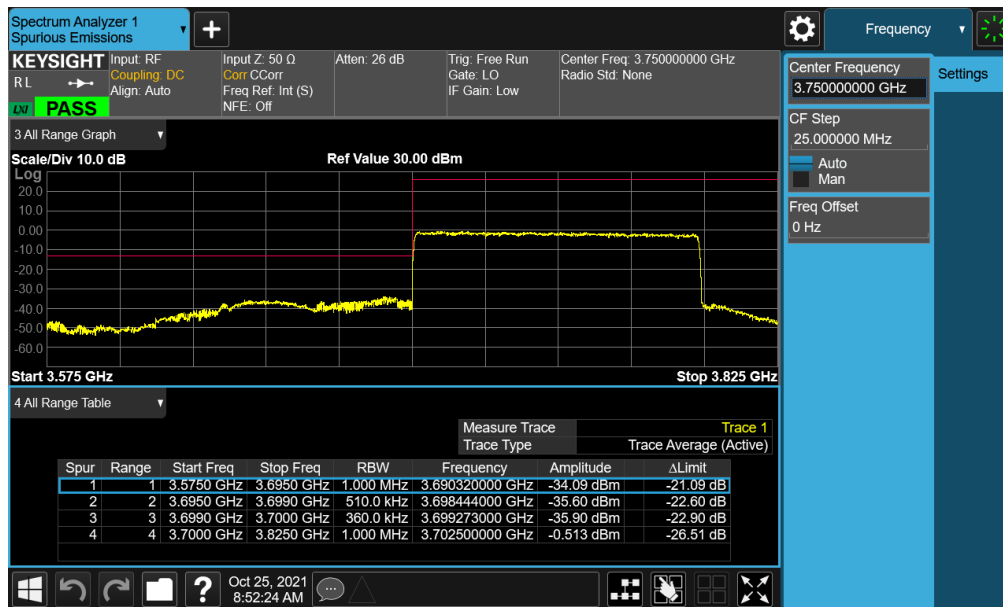 Spectrum Analyzer 1
Spurious Emissions
+
Frequency
KEYSIGHT
R L
LXI PASS
Input: RF
Coupling: DC
Align: Auto
Input Z: 50 Ω
Corr CCorr
Freq Ref: Int (S)
NFE: Off
Atten: 26 dB
Trig: Free Run
Gate: LO
IF Gain: Low
Center Freq: 3.750000000 GHz
Radio Std: None
Center Frequency
3.750000000 GHz
Settings
CF Step
25.000000 MHz
Auto
Man
Freq Offset
0 Hz
3 All Range Graph
Scale/Div 10.0 dB
Ref Value 30.00 dBm
Log
20.0
10.0
0.00
-10.0
-20.0
-30.0
-40.0
-50.0
-60.0
Start 3.575 GHz
Stop 3.825 GHz
4 All Range Table
Measure Trace Trace 1
Trace Type Trace Average (Active)
Spur Range Start Freq Stop Freq RBW Frequency Amplitude ΔLimit
1 1 3.5750 GHz 3.6950 GHz 1.000 MHz 3.690320000 GHz -34.09 dBm -21.09 dB
2 2 3.6950 GHz 3.6990 GHz 510.0 kHz 3.698444000 GHz -35.60 dBm -22.60 dB
3 3 3.6990 GHz 3.7000 GHz 360.0 kHz 3.699273000 GHz -35.90 dBm -22.90 dB
4 4 3.7000 GHz 3.8250 GHz 1.000 MHz 3.702500000 GHz -0.513 dBm -26.51 dB
?
Oct 25, 2021
8:52:24 AM